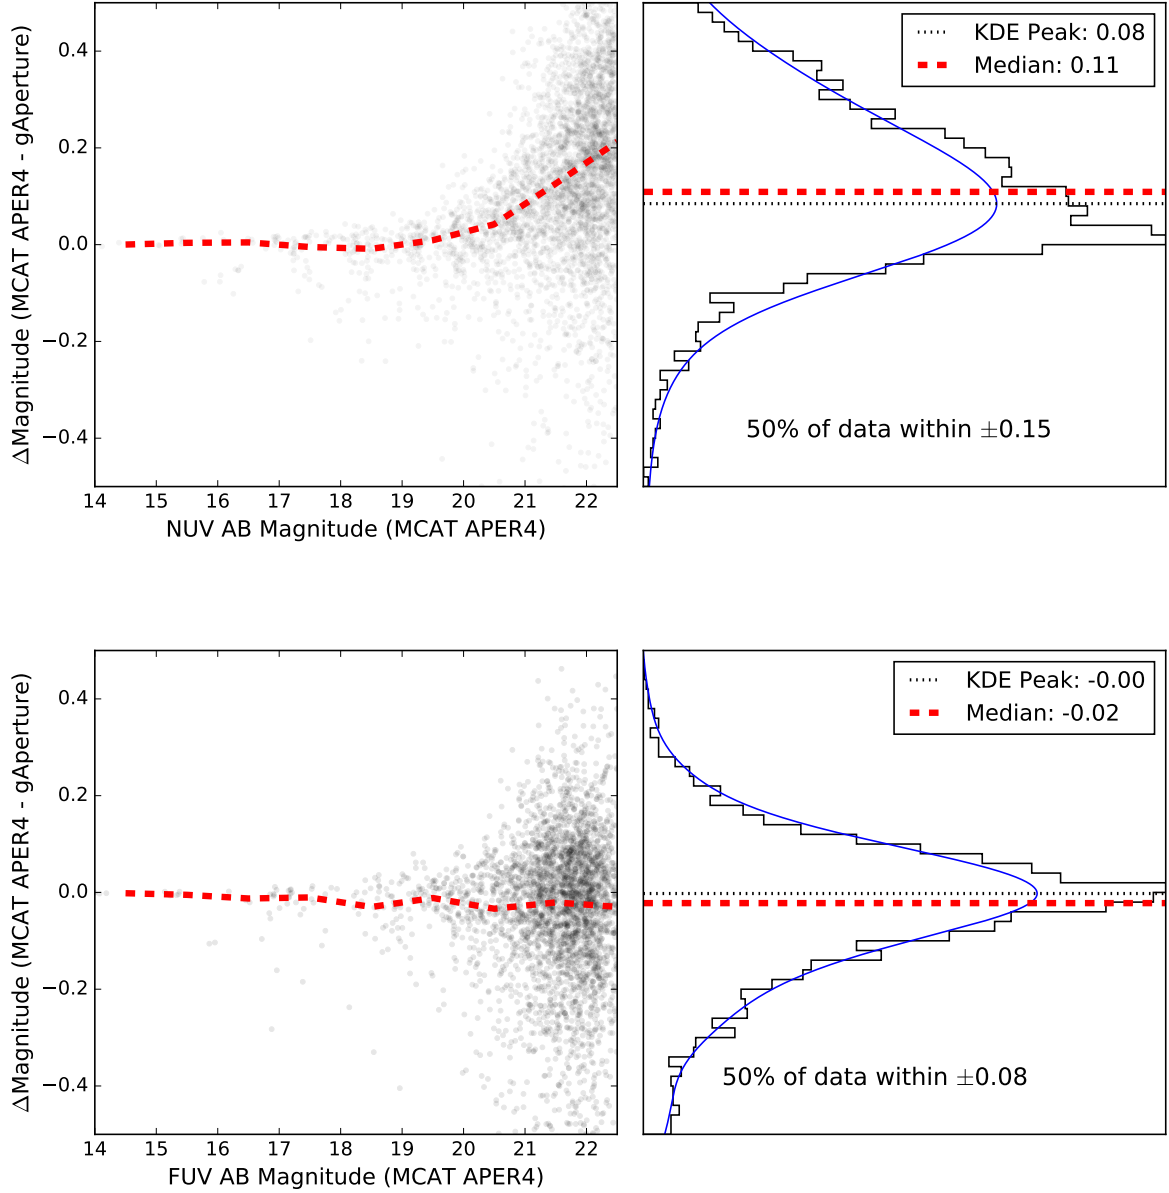 0.4
0.2
0.0
−0.2
−0.4
ΔMagnitude (MCAT APER4 - gAperture)
14 15 16 17 18 19 20 21 22
NUV AB Magnitude (MCAT APER4)
KDE Peak: 0.08
Median: 0.11
50% of data within ±0.15
0.4
0.2
0.0
−0.2
−0.4
ΔMagnitude (MCAT APER4 - gAperture)
14 15 16 17 18 19 20 21 22
FUV AB Magnitude (MCAT APER4)
KDE Peak: -0.00
Median: -0.02
50% of data within ±0.08